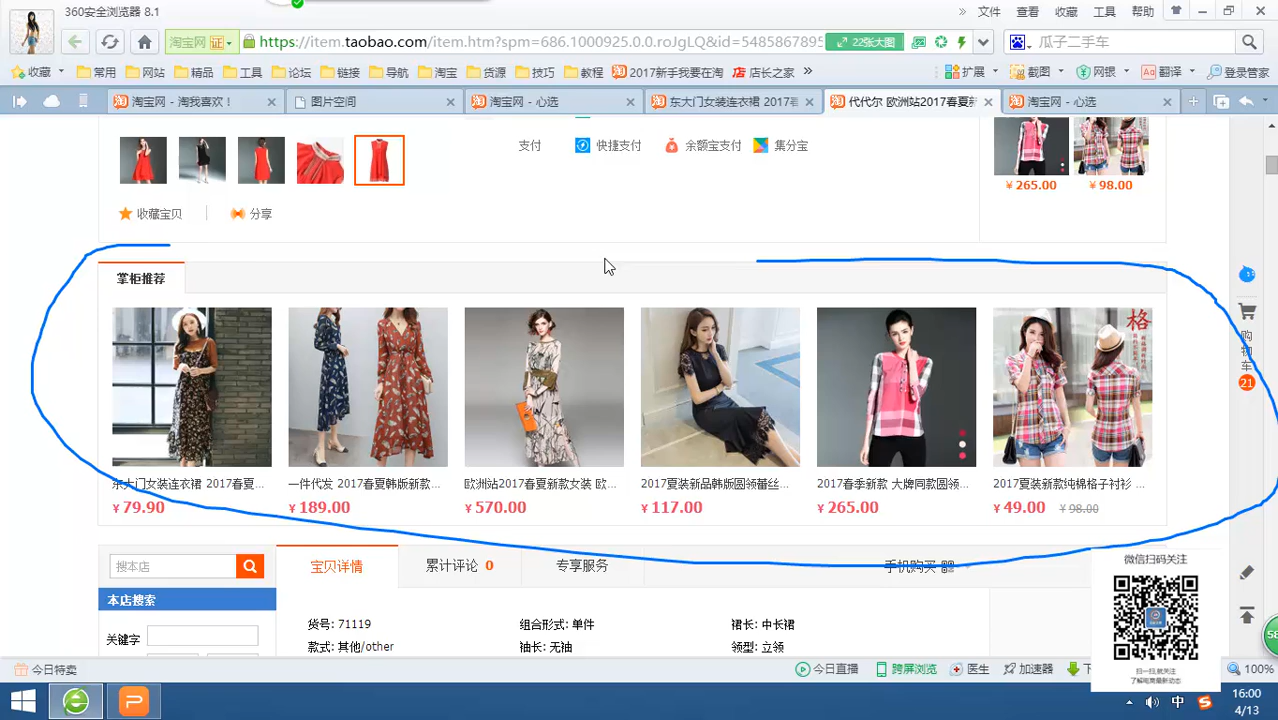 360安全浏览器 8.1
» 文件 查看 收藏 工具 帮助
淘宝网 证 https://item.taobao.com/item.htm?spm=686.1000925.0.0.roJgLQ&id=5485867895 22张大图 瓜子二手车
收藏 常用 网站 精品 工具 论坛 链接 导航 淘宝 货源 技巧 教程 2017新手我要在淘 店长之家 » 扩展 截图 网银 翻译 登录管家
淘宝网 - 淘我喜欢！ 图片空间 淘宝网 - 心选 东大门女装连衣裙 2017春 代代尔 欧洲站2017春夏新 淘宝网 - 心选
支付 快捷支付 余额宝支付 集分宝
¥ 265.00 ¥ 98.00
收藏宝贝 分享
掌柜推荐
格
东大门女装连衣裙 2017春夏... 一件代发 2017春夏韩版新款... 欧洲站2017春夏新款女装 欧... 2017夏装新品韩版圆领蕾丝... 2017春季新款 大牌同款圆领... 2017夏装新款纯棉格子衬衫 ...
¥ 79.90 ¥ 189.00 ¥ 570.00 ¥ 117.00 ¥ 265.00 ¥ 49.00 ¥ 98.00
购物车
21
搜本店 宝贝详情 累计评论 0 专享服务 手机购买
微信扫码关注
本店搜索
关键字
货号: 71119 组合形式: 单件 裙长: 中长裙
款式: 其他/other 袖长: 无袖 领型: 立领
58
扫一扫,就关注
了解电商最新动态
今日特卖 今日直播 跨屏浏览 医生 加速器 下 100%
中
16:00
4/13